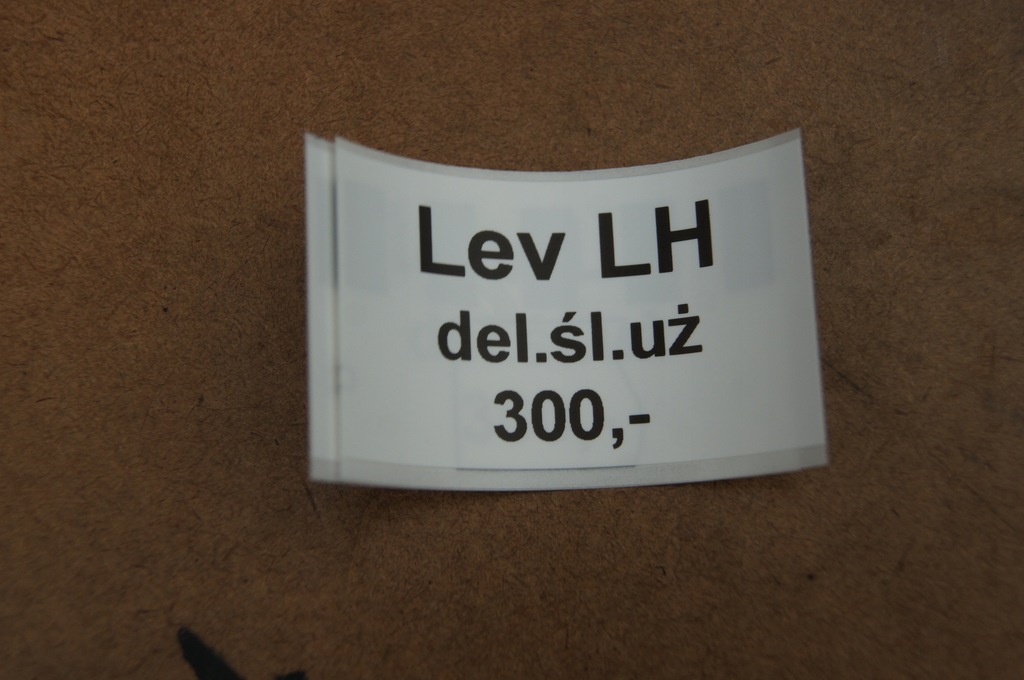 Lev LH
del.śl.uż
300,-